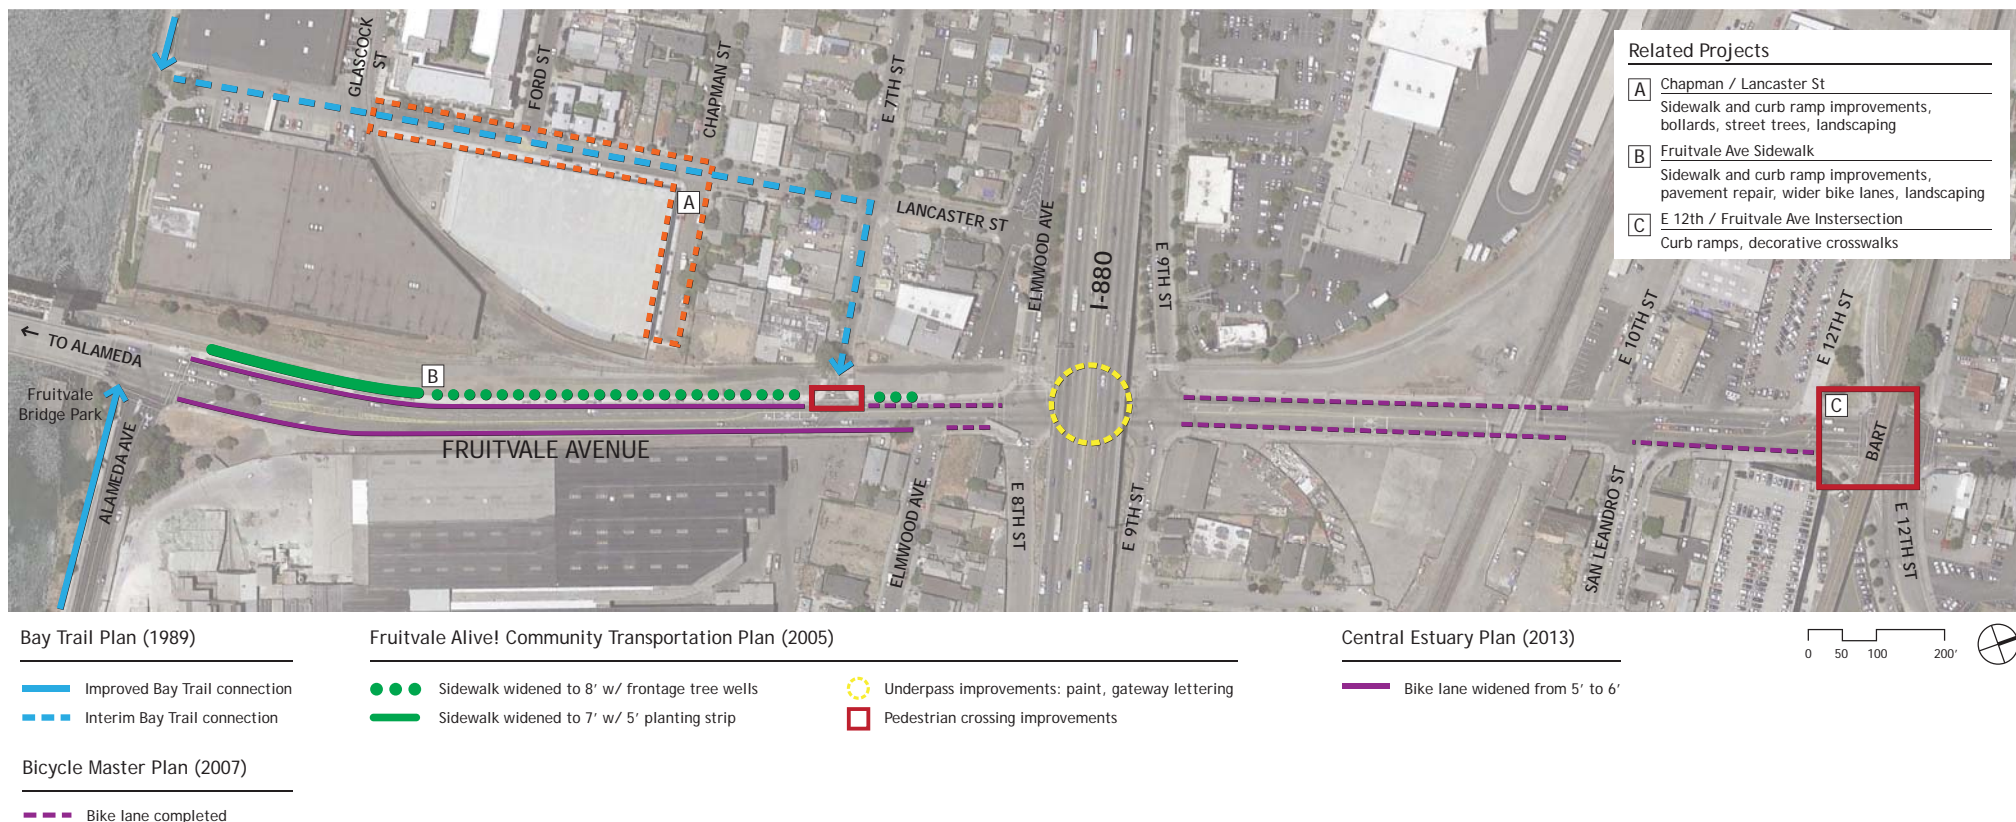 GLASCOCK
ST
FORD ST
CHAPMAN ST
E 7TH ST
LANCASTER ST
ELMWOOD AVE
I-880
E 9TH ST
E 10TH ST
E 12TH ST
Related Projects
A
Chapman / Lancaster St
Sidewalk and curb ramp improvements,
bollards, street trees, landscaping
B
Fruitvale Ave Sidewalk
Sidewalk and curb ramp improvements,
pavement repair, wider bike lanes, landscaping
C
E 12th / Fruitvale Ave Instersection
Curb ramps, decorative crosswalks
A
← TO ALAMEDA
Fruitvale
Bridge Park
ALAMEDA AVE
B
FRUITVALE AVENUE
ELMWOOD AVE
E 8TH ST
E 9TH ST
SAN LEANDRO ST
C
BART
E 12TH ST
Bay Trail Plan (1989)
Improved Bay Trail connection
Interim Bay Trail connection
Bicycle Master Plan (2007)
Bike lane completed
Fruitvale Alive! Community Transportation Plan (2005)
Sidewalk widened to 8’ w/ frontage tree wells
Sidewalk widened to 7’ w/ 5’ planting strip
Underpass improvements: paint, gateway lettering
Pedestrian crossing improvements
Central Estuary Plan (2013)
Bike lane widened from 5’ to 6’
0 50 100 200’